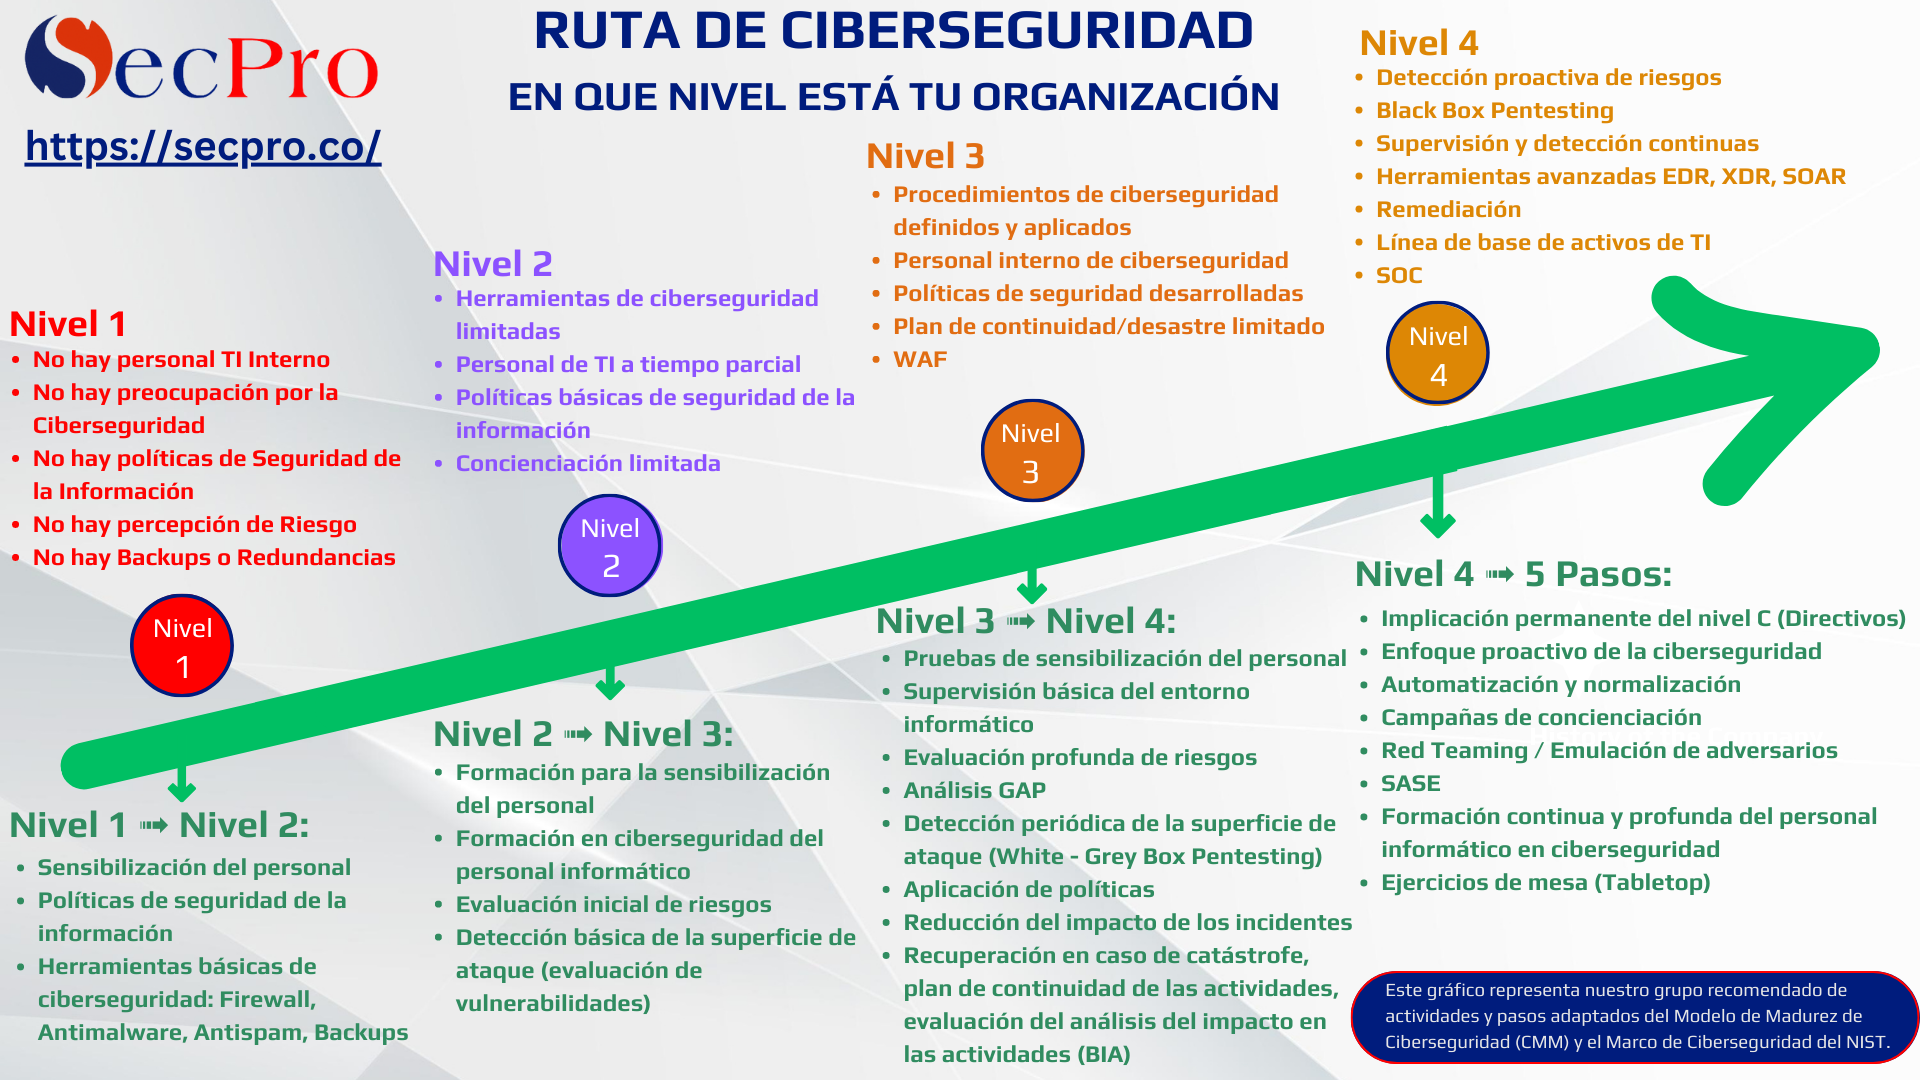 SecPro
https://secpro.co/
RUTA DE CIBERSEGURIDAD
EN QUE NIVEL ESTÁ TU ORGANIZACIÓN
Nivel 1
• No hay personal TI Interno
• No hay preocupación por la
Ciberseguridad
• No hay políticas de Seguridad de
la Información
• No hay percepción de Riesgo
• No hay Backups o Redundancias
Nivel
1
Nivel 2
• Herramientas de ciberseguridad
limitadas
• Personal de TI a tiempo parcial
• Políticas básicas de seguridad de la
información
• Concienciación limitada
Nivel
2
Nivel 3
• Procedimientos de ciberseguridad
definidos y aplicados
• Personal interno de ciberseguridad
• Políticas de seguridad desarrolladas
• Plan de continuidad/desastre limitado
• WAF
Nivel
3
Nivel 4
• Detección proactiva de riesgos
• Black Box Pentesting
• Supervisión y detección continuas
• Herramientas avanzadas EDR, XDR, SOAR
• Remediación
• Línea de base de activos de TI
• SOC
Nivel
4
Nivel 1 ➟ Nivel 2:
• Sensibilización del personal
• Políticas de seguridad de la
información
• Herramientas básicas de
ciberseguridad: Firewall,
Antimalware, Antispam, Backups
Nivel 2 ➟ Nivel 3:
• Formación para la sensibilización
del personal
• Formación en ciberseguridad del
personal informático
• Evaluación inicial de riesgos
• Detección básica de la superficie de
ataque (evaluación de
vulnerabilidades)
Nivel 3 ➟ Nivel 4:
• Pruebas de sensibilización del personal
• Supervisión básica del entorno
informático
• Evaluación profunda de riesgos
• Análisis GAP
• Detección periódica de la superficie de
ataque (White - Grey Box Pentesting)
• Aplicación de políticas
• Reducción del impacto de los incidentes
• Recuperación en caso de catástrofe,
plan de continuidad de las actividades,
evaluación del análisis del impacto en
las actividades (BIA)
Nivel 4 ➟ 5 Pasos:
• Implicación permanente del nivel C (Directivos)
• Enfoque proactivo de la ciberseguridad
• Automatización y normalización
• Campañas de concienciación
• Red Teaming / Emulación de adversarios
• SASE
• Formación continua y profunda del personal
informático en ciberseguridad
• Ejercicios de mesa (Tabletop)
Este gráfico representa nuestro grupo recomendado de
actividades y pasos adaptados del Modelo de Madurez de
Ciberseguridad (CMM) y el Marco de Ciberseguridad del NIST.